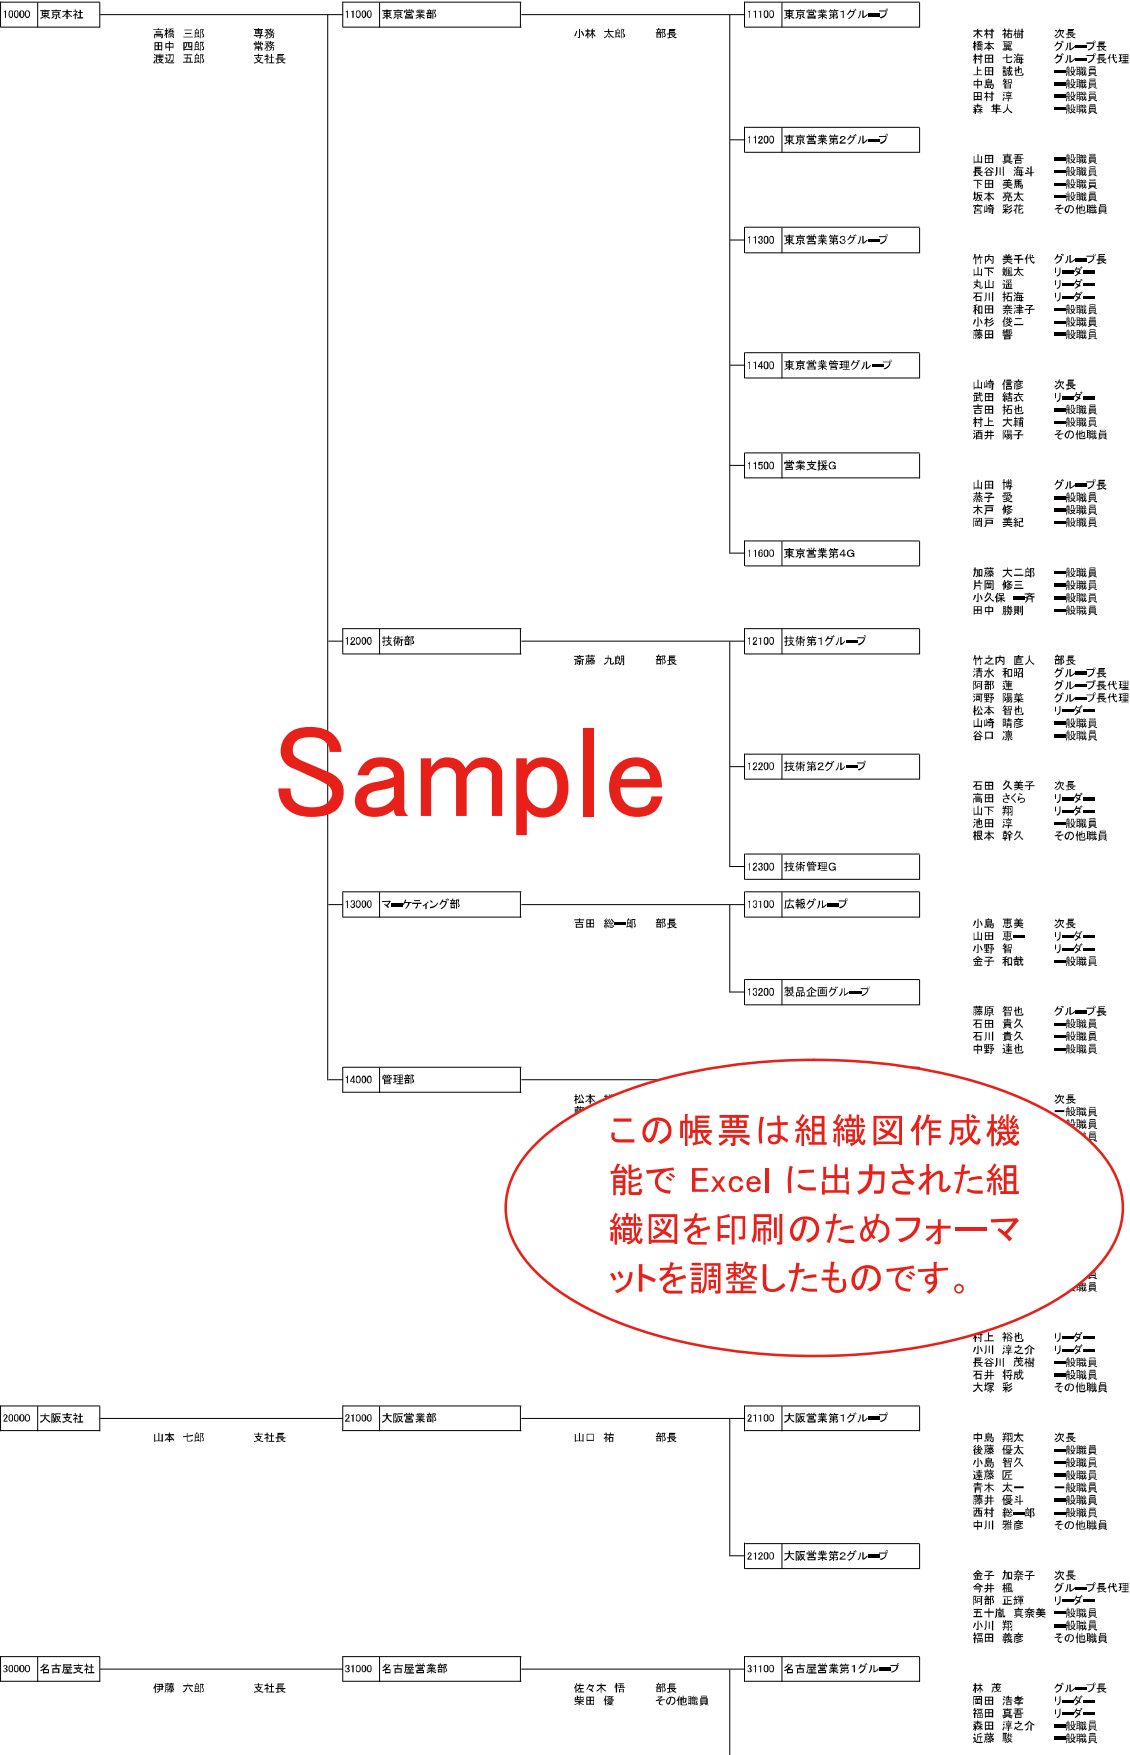 10000 東京本社
高橋 三郎 専務
田中 四郎 常務
渡辺 五郎 支社長
11000 東京営業部
小林 太郎 部長
11100 東京営業第1グループ
木村 祐樹 次長
橋本 翼 グループ長
村田 七海 グループ長代理
上田 誠也 一般職員
中島 智 一般職員
田村 淳 一般職員
森 隼人 一般職員
11200 東京営業第2グループ
山田 真吾 一般職員
長谷川 海斗 一般職員
下田 美馬 一般職員
坂本 亮太 一般職員
宮崎 彩花 その他職員
11300 東京営業第3グループ
竹内 美千代 グループ長
山下 颯太 リーダー
丸山 遥 リーダー
石川 拓海 リーダー
和田 奈津子 一般職員
小杉 俊二 一般職員
藤田 響 一般職員
11400 東京営業管理グループ
山崎 信彦 次長
武田 結衣 リーダー
吉田 拓也 一般職員
村上 大輔 一般職員
酒井 陽子 その他職員
11500 営業支援G
山田 博 グループ長
蒸子 愛 一般職員
木戸 修 一般職員
岡戸 美紀 一般職員
11600 東京営業第4G
加藤 大二郎 一般職員
片岡 修三 一般職員
小久保 一斉 一般職員
田中 勝則 一般職員
12000 技術部
斎藤 九朗 部長
12100 技術第1グループ
竹之内 直人 部長
清水 和昭 グループ長
阿部 蓮 グループ長代理
河野 陽菜 グループ長代理
松本 智也 リーダー
山崎 晴彦 一般職員
谷口 凛 一般職員
Sample
12200 技術第2グループ
石田 久美子 次長
高田 さくら リーダー
山下 翔 リーダー
池田 淳 一般職員
根本 幹久 その他職員
12300 技術管理G
13000 マーケティング部
吉田 総一郎 部長
13100 広報グループ
小島 恵美 次長
山田 恵一 リーダー
小野 智 リーダー
金子 和哉 一般職員
13200 製品企画グループ
藤原 智也 グループ長
石田 貴久 一般職員
石川 貴久 一般職員
中野 達也 一般職員
14000 管理部
松本
次長
一般職員
この帳票は組織図作成機
能で Excel に出力された組
織図を印刷のためフォーマ
ットを調整したものです。
村上 裕也 リーダー
小川 淳之介 リーダー
長谷川 茂樹 一般職員
石井 将成 一般職員
大塚 彩 その他職員
20000 大阪支社
山本 七郎 支社長
21000 大阪営業部
山口 祐 部長
21100 大阪営業第1グループ
中島 翔太 次長
後藤 優太 一般職員
小島 智久 一般職員
遠藤 匠 一般職員
青木 太一 一般職員
藤井 優斗 一般職員
西村 総一郎 一般職員
中川 雅彦 その他職員
21200 大阪営業第2グループ
金子 加奈子 次長
今井 楓 グループ長代理
阿部 正輝 リーダー
五十嵐 真奈美 一般職員
小川 翔 一般職員
福田 義彦 その他職員
30000 名古屋支社
伊藤 六郎 支社長
31000 名古屋営業部
佐々木 悟 部長
柴田 優 その他職員
31100 名古屋営業第1グループ
林 茂 グループ長
岡田 浩孝 リーダー
福田 真吾 リーダー
森田 淳之介 一般職員
近藤 駿 一般職員